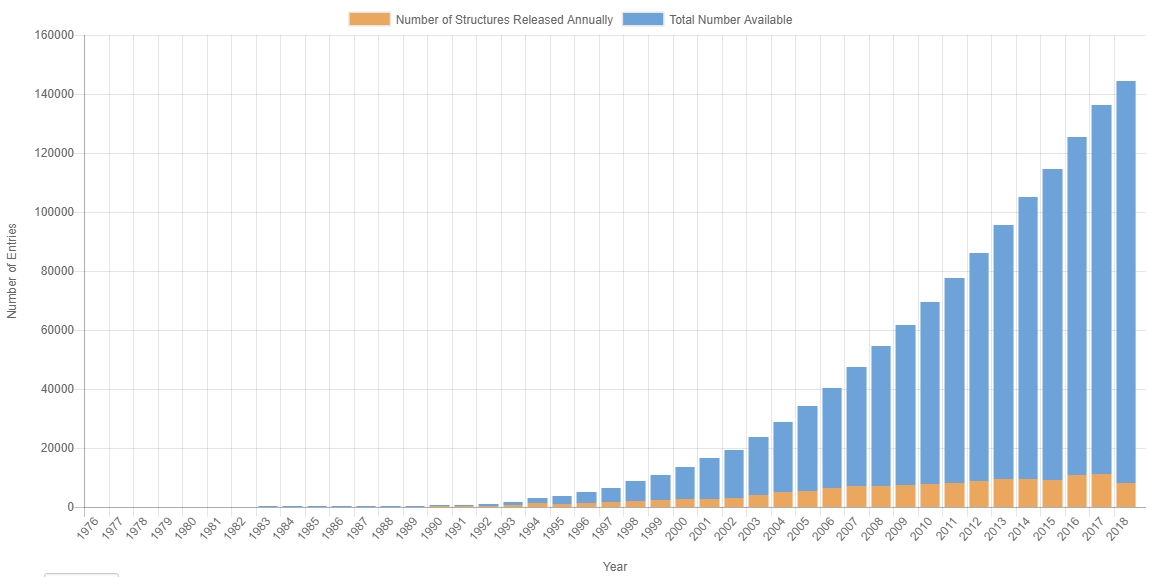 Number of Structures Released Annually Total Number Available
160000
140000
120000
100000
80000
60000
40000
20000
0
Number of Entries
1976 1977 1978 1979 1980 1981 1982 1983 1984 1985 1986 1987 1988 1989 1990 1991 1992 1993 1994 1995 1996 1997 1998 1999 2000 2001 2002 2003 2004 2005 2006 2007 2008 2009 2010 2011 2012 2013 2014 2015 2016 2017 2018
Year